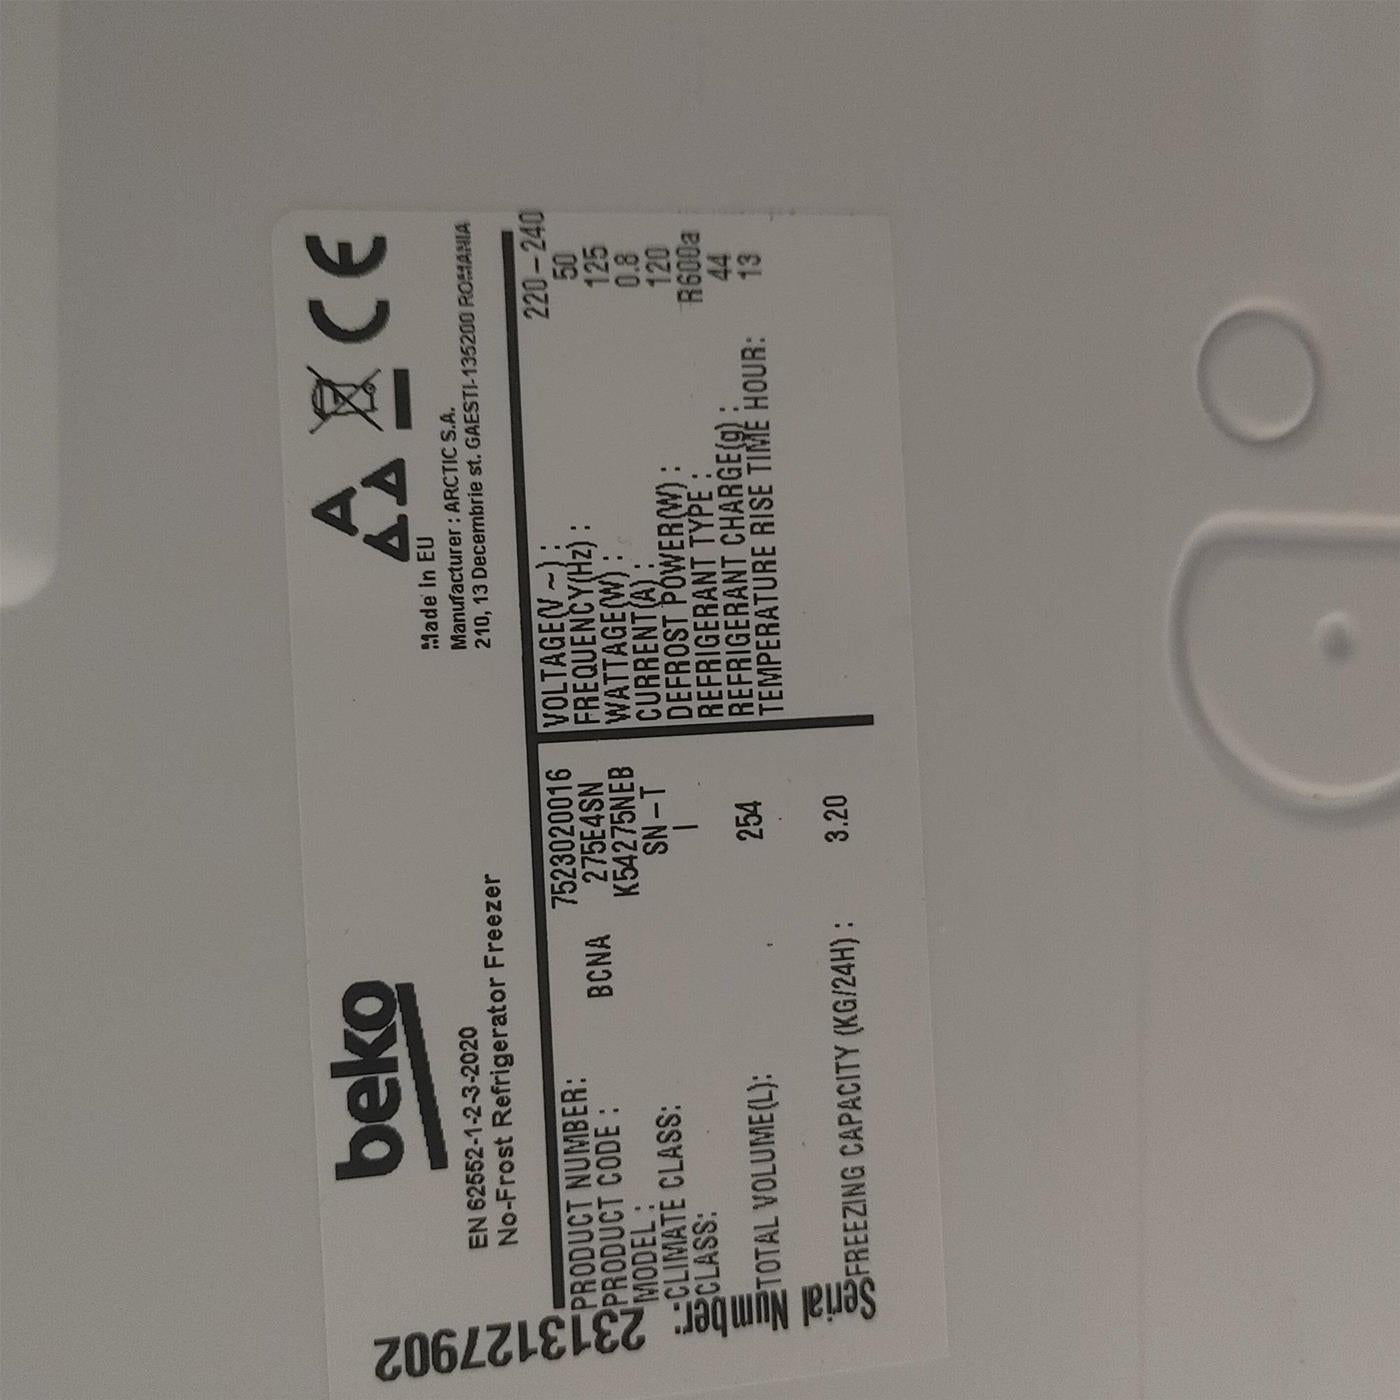 beko
EN 62552-1-2-3-2020
No-Frost Refrigerator Freezer
CE
Made in EU
Manufacturer : ARCTIC S.A.
210, 13 Decembrie st. GAESTI-135200 ROMANIA
PRODUCT NUMBER: 7523020016
PRODUCT CODE : BCNA 275E4SN
MODEL : K54275NEB
CLIMATE CLASS: SN-T
CLASS: I
TOTAL VOLUME(L): 254
FREEZING CAPACITY (KG/24H) : 3.20
VOLTAGE(V ~) : 220-240
FREQUENCY(Hz) : 50
WATTAGE(W) : 125
CURRENT(A) : 0.8
DEFROST POWER(W) : 120
REFRIGERANT TYPE : R600a
REFRIGERANT CHARGE(g) : 44
TEMPERATURE RISE TIME HOUR: 13
Serial Number:
2313127902